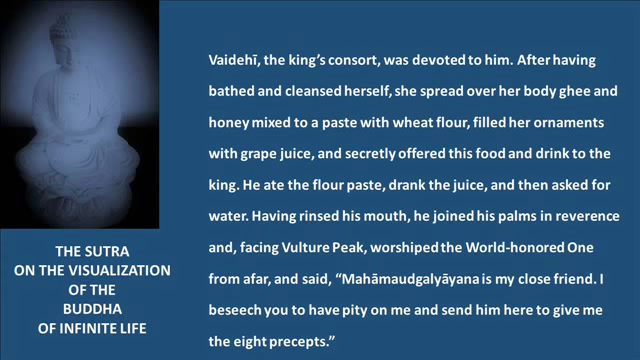 Vaidehī, the king's consort, was devoted to him. After having
bathed and cleansed herself, she spread over her body ghee and
honey mixed to a paste with wheat flour, filled her ornaments
with grape juice, and secretly offered this food and drink to the
king. He ate the flour paste, drank the juice, and then asked for
water. Having rinsed his mouth, he joined his palms in reverence
and, facing Vulture Peak, worshiped the World-honored One
from afar, and said, “Mahāmaudgalyāyana is my close friend. I
beseech you to have pity on me and send him here to give me
the eight precepts.”
THE SUTRA
ON THE VISUALIZATION
OF THE
BUDDHA
OF INFINITE LIFE